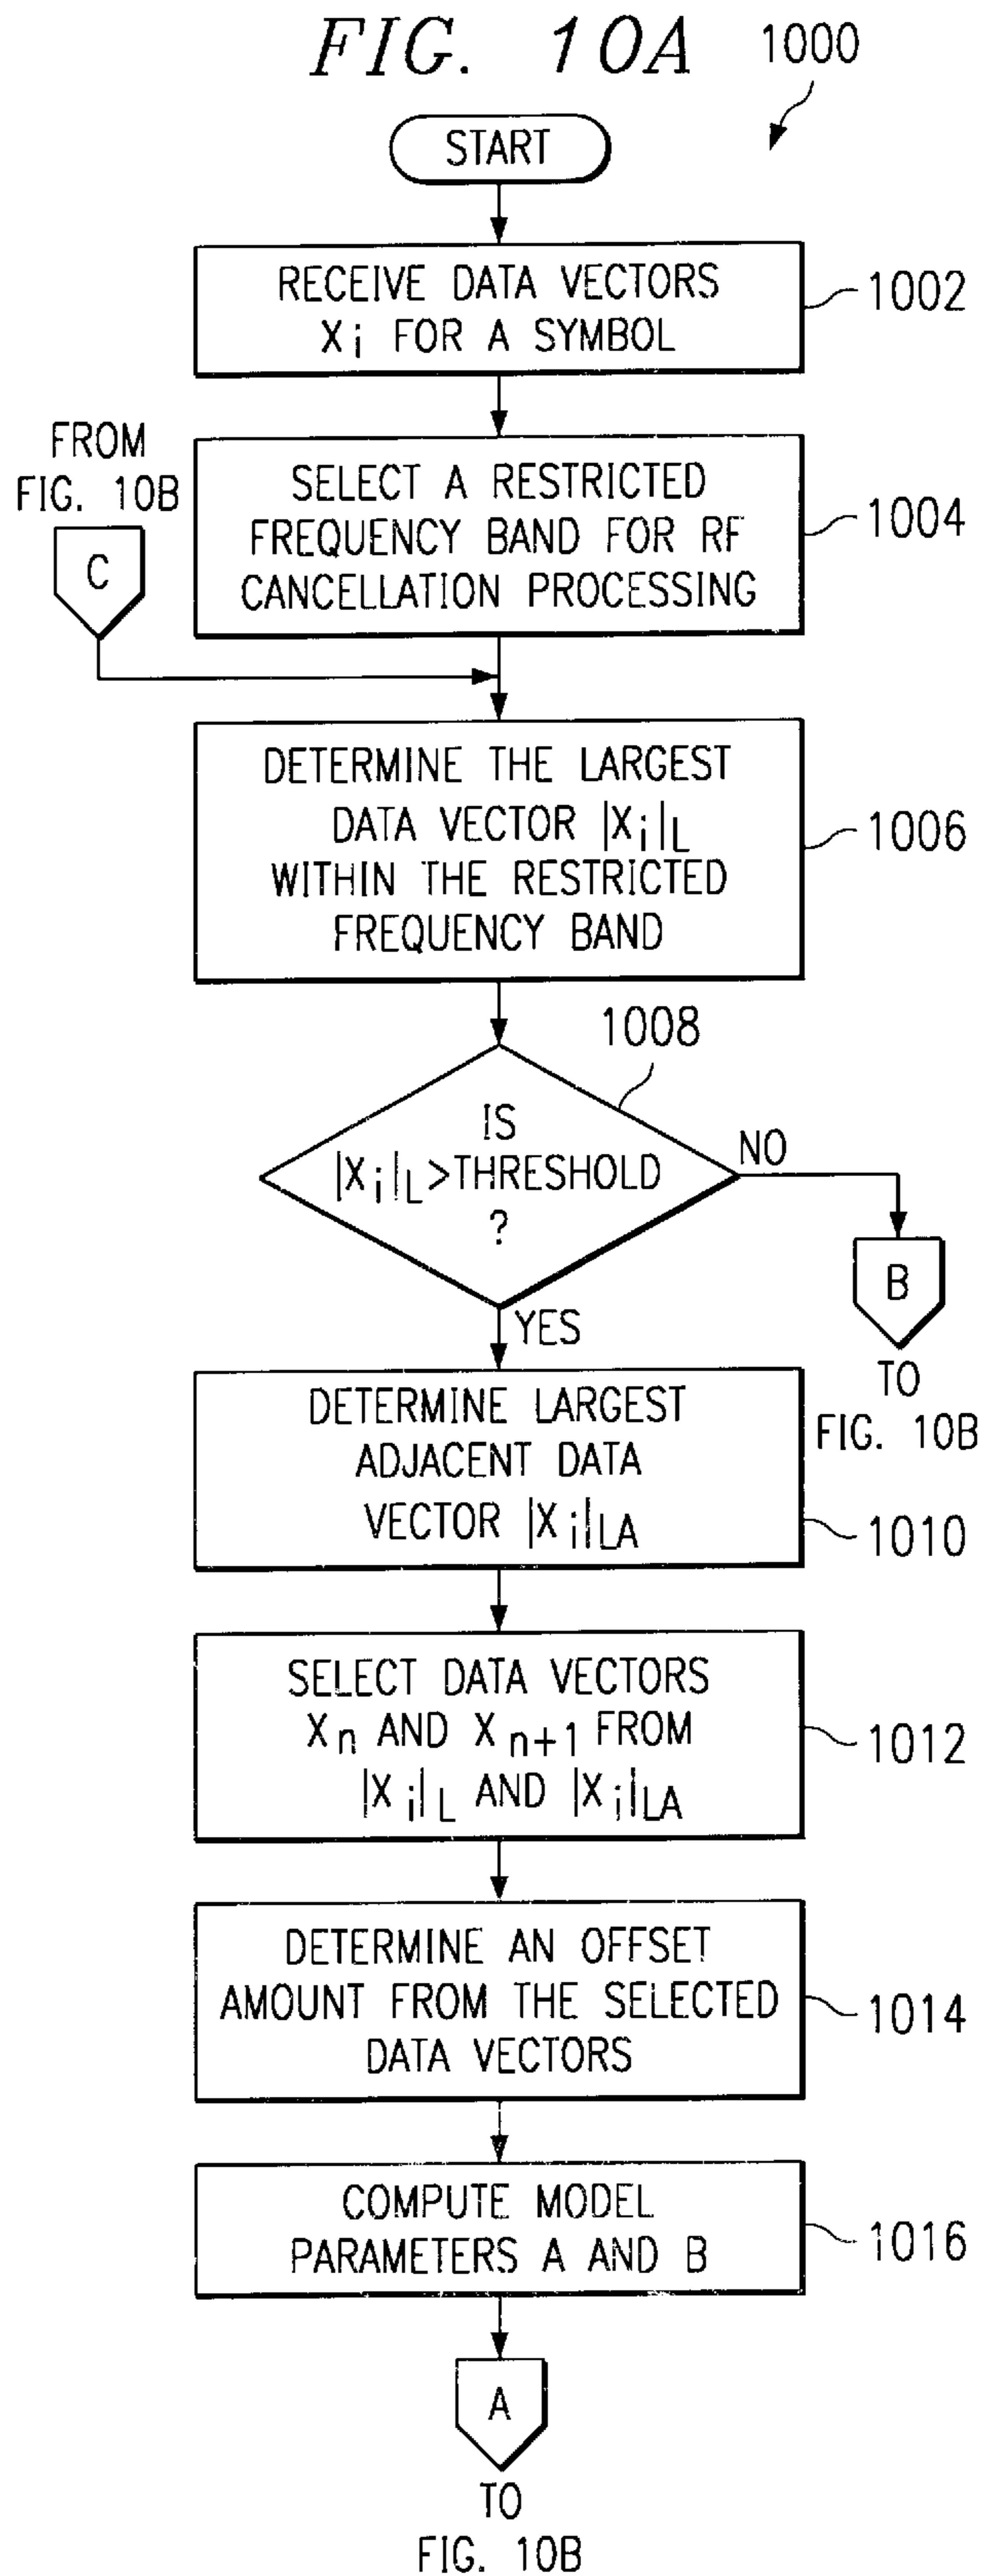 FIG. 10A
1000
START
RECEIVE DATA VECTORS
Xi FOR A SYMBOL
1002
FROM
FIG. 10B
C
SELECT A RESTRICTED
FREQUENCY BAND FOR RF
CANCELLATION PROCESSING
1004
DETERMINE THE LARGEST
DATA VECTOR |Xi|L
WITHIN THE RESTRICTED
FREQUENCY BAND
1006
1008
IS
|Xi|L>THRESHOLD
?
NO
B
TO
FIG. 10B
YES
DETERMINE LARGEST
ADJACENT DATA
VECTOR |Xi|LA
1010
SELECT DATA VECTORS
Xn AND Xn+1 FROM
|Xi|L AND |Xi|LA
1012
DETERMINE AN OFFSET
AMOUNT FROM THE SELECTED
DATA VECTORS
1014
COMPUTE MODEL
PARAMETERS A AND B
1016
A
TO
FIG. 10B